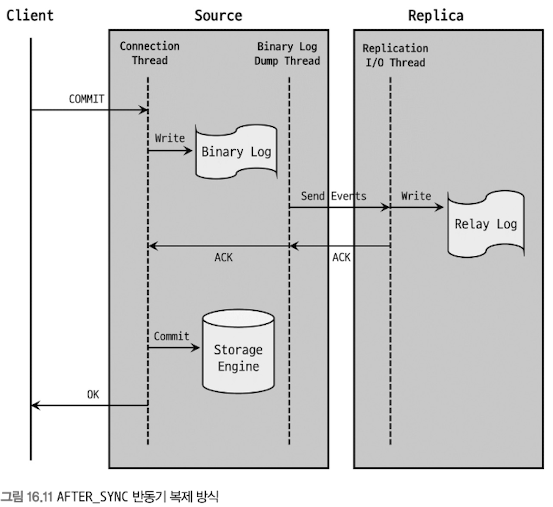 Client
Source
Replica
Connection
Thread
Binary Log
Dump Thread
Replication
I/O Thread
COMMIT
Write
Binary Log
Send Events
Write
Relay Log
ACK
ACK
Commit
Storage
Engine
OK
그림 16.11 AFTER_SYNC 반동기 복제 방식